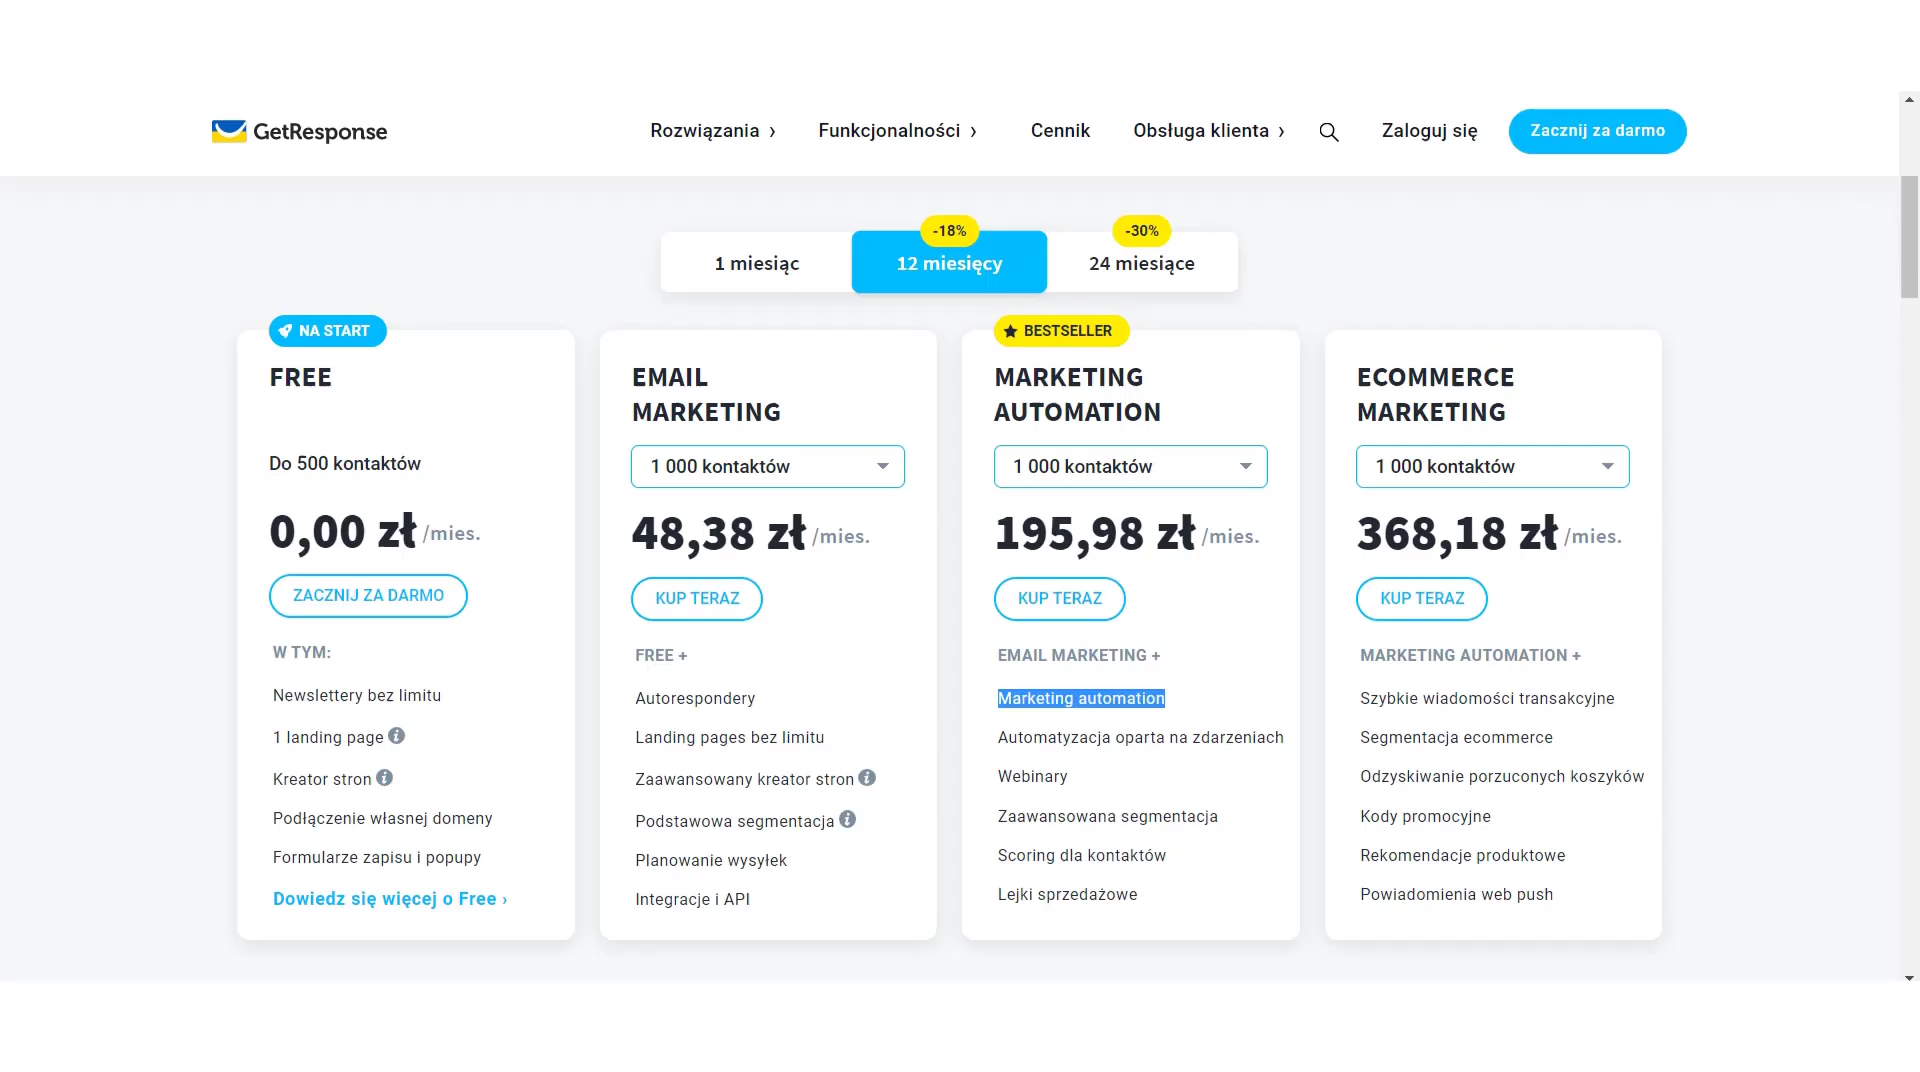 GetResponse
Rozwiązania ›
Funkcjonalności ›
Cennik
Obsługa klienta ›
Zaloguj się
Zacznij za darmo
-18%
-30%
1 miesiąc
12 miesięcy
24 miesiące
NA START
FREE
Do 500 kontaktów
0,00 zł /mies.
ZACZNIJ ZA DARMO
W TYM:
Newslettery bez limitu
1 landing page
Kreator stron
Podłączenie własnej domeny
Formularze zapisu i popupy
Dowiedz się więcej o Free ›
EMAIL
MARKETING
1 000 kontaktów
48,38 zł /mies.
KUP TERAZ
FREE +
Autorespondery
Landing pages bez limitu
Zaawansowany kreator stron
Podstawowa segmentacja
Planowanie wysyłek
Integracje i API
BESTSELLER
MARKETING
AUTOMATION
1 000 kontaktów
195,98 zł /mies.
KUP TERAZ
EMAIL MARKETING +
Marketing automation
Automatyzacja oparta na zdarzeniach
Webinary
Zaawansowana segmentacja
Scoring dla kontaktów
Lejki sprzedażowe
ECOMMERCE
MARKETING
1 000 kontaktów
368,18 zł /mies.
KUP TERAZ
MARKETING AUTOMATION +
Szybkie wiadomości transakcyjne
Segmentacja ecommerce
Odzyskiwanie porzuconych koszyków
Kody promocyjne
Rekomendacje produktowe
Powiadomienia web push